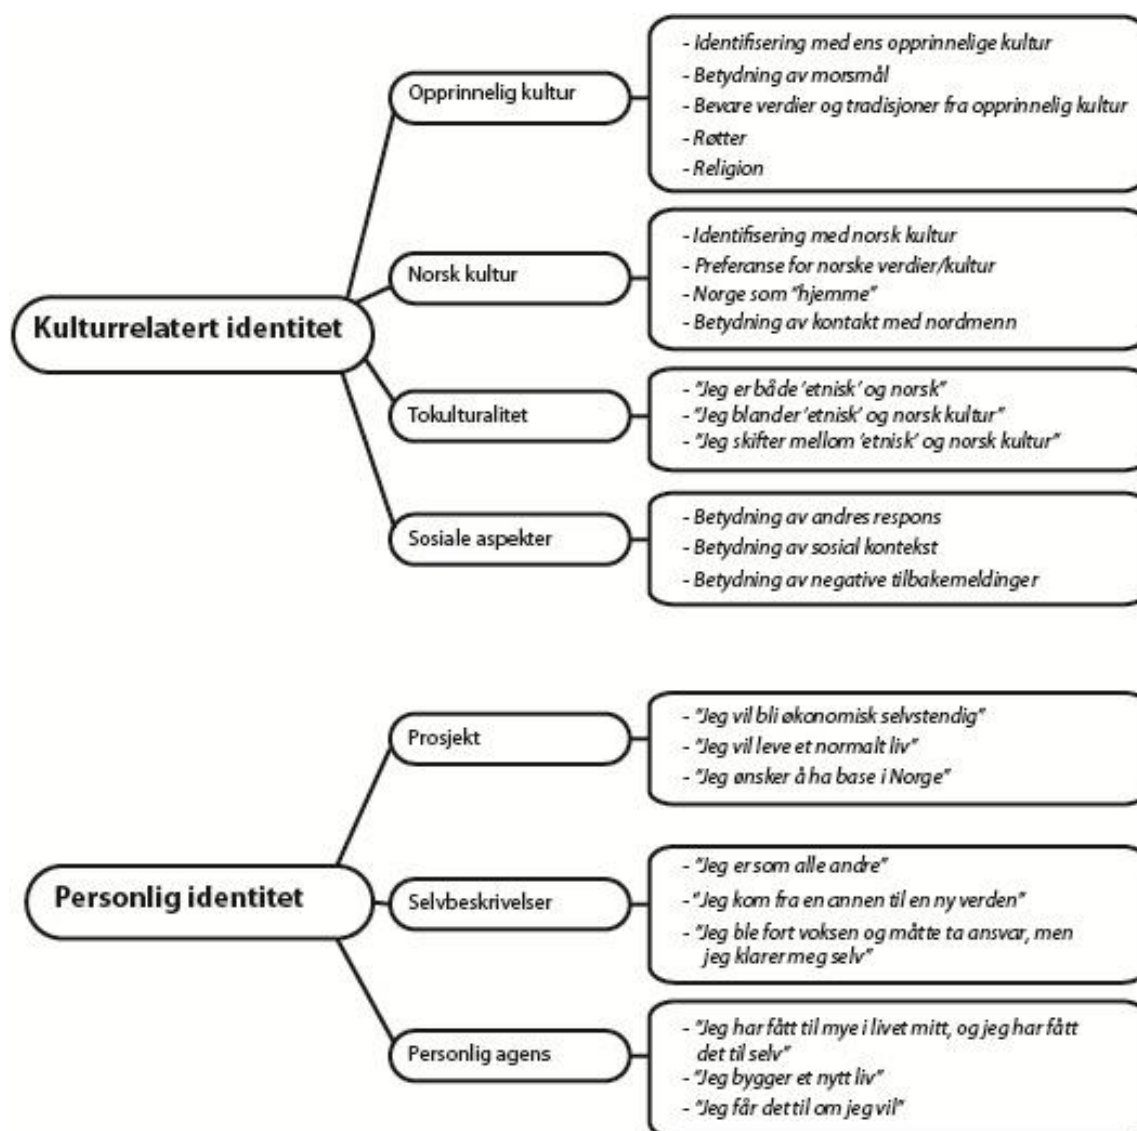 Kulturrelatert identitet
Opprinnelig kultur
- Identifisering med ens opprinnelige kultur
- Betydning av morsmål
- Bevare verdier og tradisjoner fra opprinnelig kultur
- Røtter
- Religion
Norsk kultur
- Identifisering med norsk kultur
- Preferanse for norske verdier/kultur
- Norge som "hjemme"
- Betydning av kontakt med nordmenn
Tokulturalitet
- "Jeg er både 'etnisk' og norsk"
- "Jeg blander 'etnisk' og norsk kultur"
- "Jeg skifter mellom 'etnisk' og norsk kultur"
Sosiale aspekter
- Betydning av andres respons
- Betydning av sosial kontekst
- Betydning av negative tilbakemeldinger
Personlig identitet
Prosjekt
- "Jeg vil bli økonomisk selvstendig"
- "Jeg vil leve et normalt liv"
- "Jeg ønsker å ha base i Norge"
Selvbeskrivelser
- "Jeg er som alle andre"
- "Jeg kom fra en annen til en ny verden"
- "Jeg ble fort voksen og måtte ta ansvar, men
jeg klarer meg selv"
Personlig agens
- "Jeg har fått til mye i livet mitt, og jeg har fått
det til selv"
- "Jeg bygger et nytt liv"
- "Jeg får det til om jeg vil"